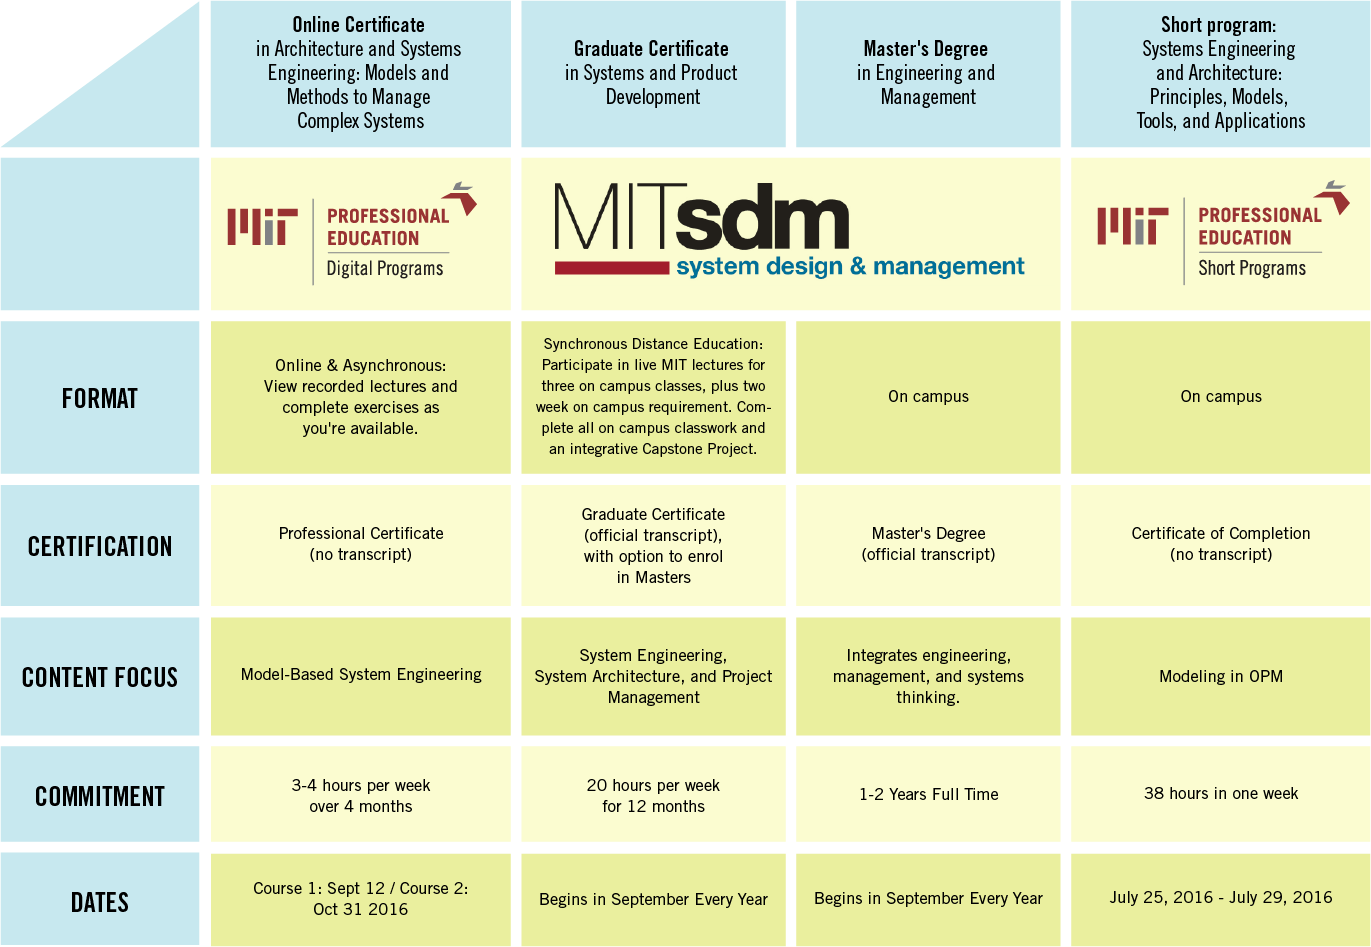 Online Certificate
in Architecture and Systems
Engineering: Models and
Methods to Manage
Complex Systems
Graduate Certificate
in Systems and Product
Development
Master's Degree
in Engineering and
Management
Short program:
Systems Engineering
and Architecture:
Principles, Models,
Tools, and Applications
MIT
PROFESSIONAL
EDUCATION
Digital Programs
MITsdm
system design & management
MIT
PROFESSIONAL
EDUCATION
Short Programs
FORMAT
Online & Asynchronous:
View recorded lectures and
complete exercises as
you're available.
Synchronous Distance Education:
Participate in live MIT lectures for
three on campus classes, plus two
week on campus requirement. Com-
plete all on campus classwork and
an integrative Capstone Project.
On campus
On campus
CERTIFICATION
Professional Certificate
(no transcript)
Graduate Certificate
(official transcript),
with option to enrol
in Masters
Master's Degree
(official transcript)
Certificate of Completion
(no transcript)
CONTENT FOCUS
Model-Based System Engineering
System Engineering,
System Architecture, and Project
Management
Integrates engineering,
management, and systems
thinking.
Modeling in OPM
COMMITMENT
3-4 hours per week
over 4 months
20 hours per week
for 12 months
1-2 Years Full Time
38 hours in one week
DATES
Course 1: Sept 12 / Course 2:
Oct 31 2016
Begins in September Every Year
Begins in September Every Year
July 25, 2016 - July 29, 2016